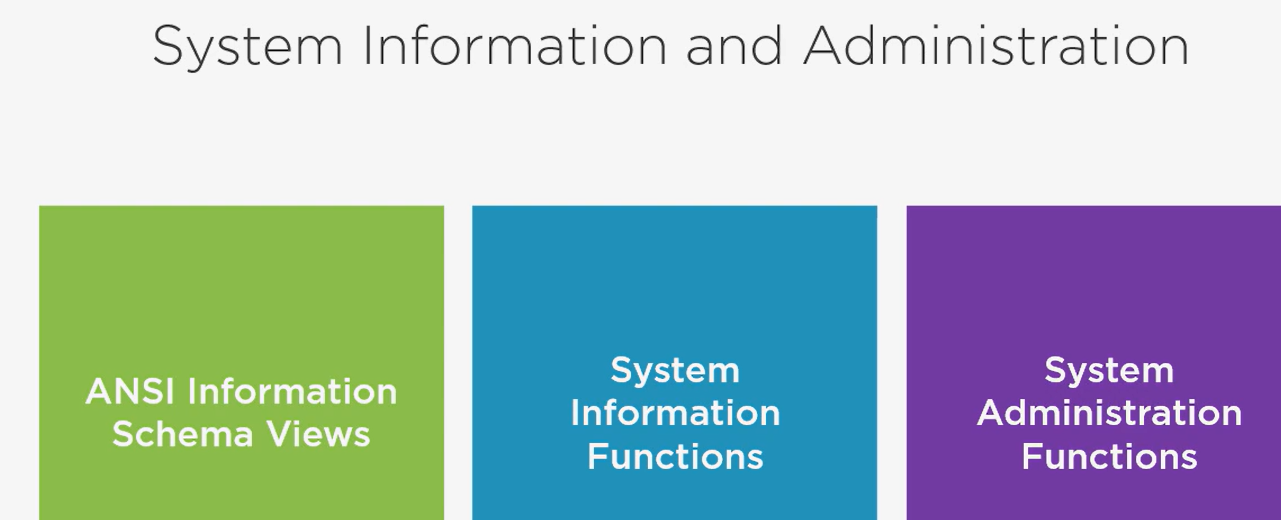 System Information and Administration
ANSI Information
Schema Views
System
Information
Functions
System
Administration
Functions